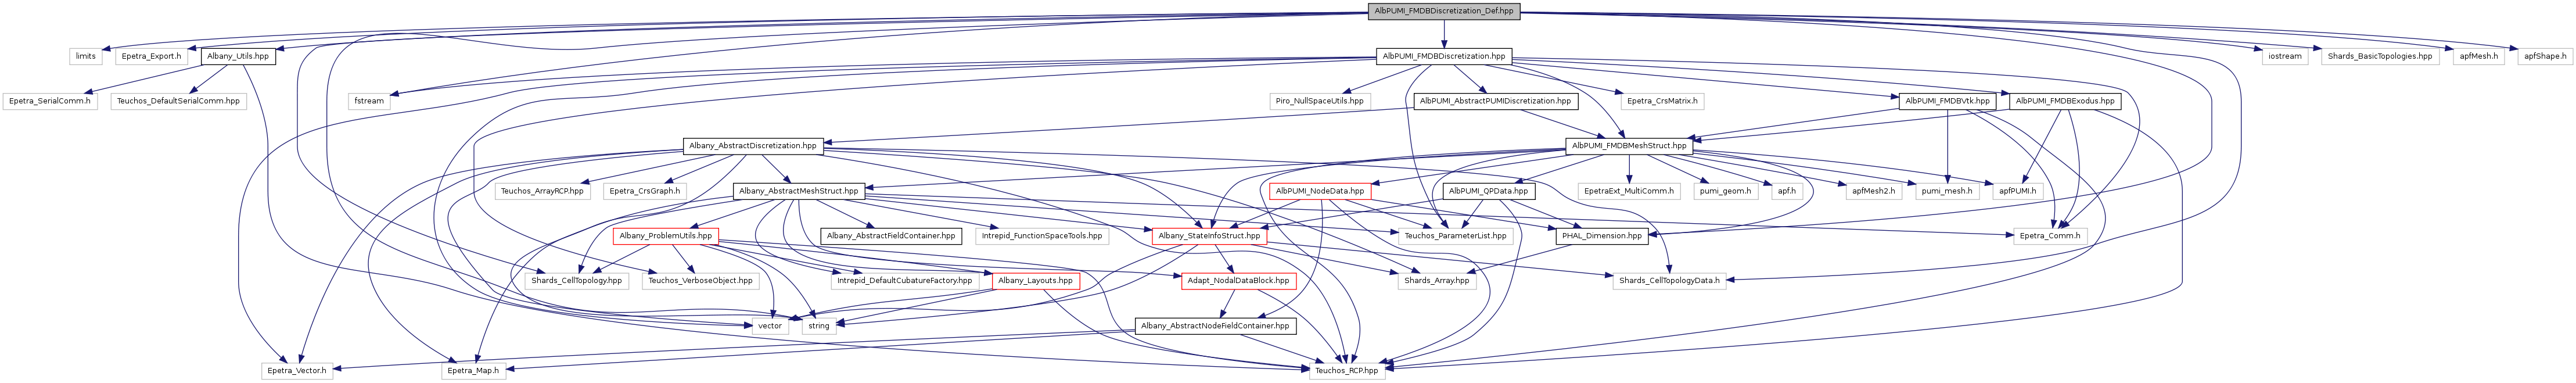 AlbPUMI_FMDBDiscretization_Def.hpp
limits
Epetra_Export.h
Albany_Utils.hpp
AlbPUMI_FMDBDiscretization.hpp
iostream
Shards_BasicTopologies.hpp
apfMesh.h
apfShape.h
Epetra_SerialComm.h
Teuchos_DefaultSerialComm.hpp
fstream
Piro_NullSpaceUtils.hpp
AlbPUMI_AbstractPUMIDiscretization.hpp
Epetra_CrsMatrix.h
AlbPUMI_FMDBVtk.hpp
AlbPUMI_FMDBExodus.hpp
Albany_AbstractDiscretization.hpp
AlbPUMI_FMDBMeshStruct.hpp
Teuchos_ArrayRCP.hpp
Epetra_CrsGraph.h
Albany_AbstractMeshStruct.hpp
AlbPUMI_NodeData.hpp
AlbPUMI_QPData.hpp
EpetraExt_MultiComm.h
pumi_geom.h
apf.h
apfMesh2.h
pumi_mesh.h
apfPUMI.h
Albany_ProblemUtils.hpp
Albany_AbstractFieldContainer.hpp
Intrepid_FunctionSpaceTools.hpp
Albany_StateInfoStruct.hpp
Teuchos_ParameterList.hpp
PHAL_Dimension.hpp
Epetra_Comm.h
Shards_CellTopology.hpp
Teuchos_VerboseObject.hpp
Intrepid_DefaultCubatureFactory.hpp
Albany_Layouts.hpp
Adapt_NodalDataBlock.hpp
Shards_Array.hpp
Shards_CellTopologyData.h
vector
string
Albany_AbstractNodeFieldContainer.hpp
Epetra_Vector.h
Epetra_Map.h
Teuchos_RCP.hpp